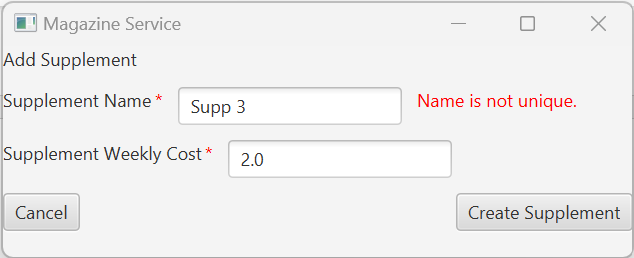 Magazine Service
Add Supplement
Supplement Name * Supp 3 Name is not unique.
Supplement Weekly Cost * 2.0
Cancel Create Supplement